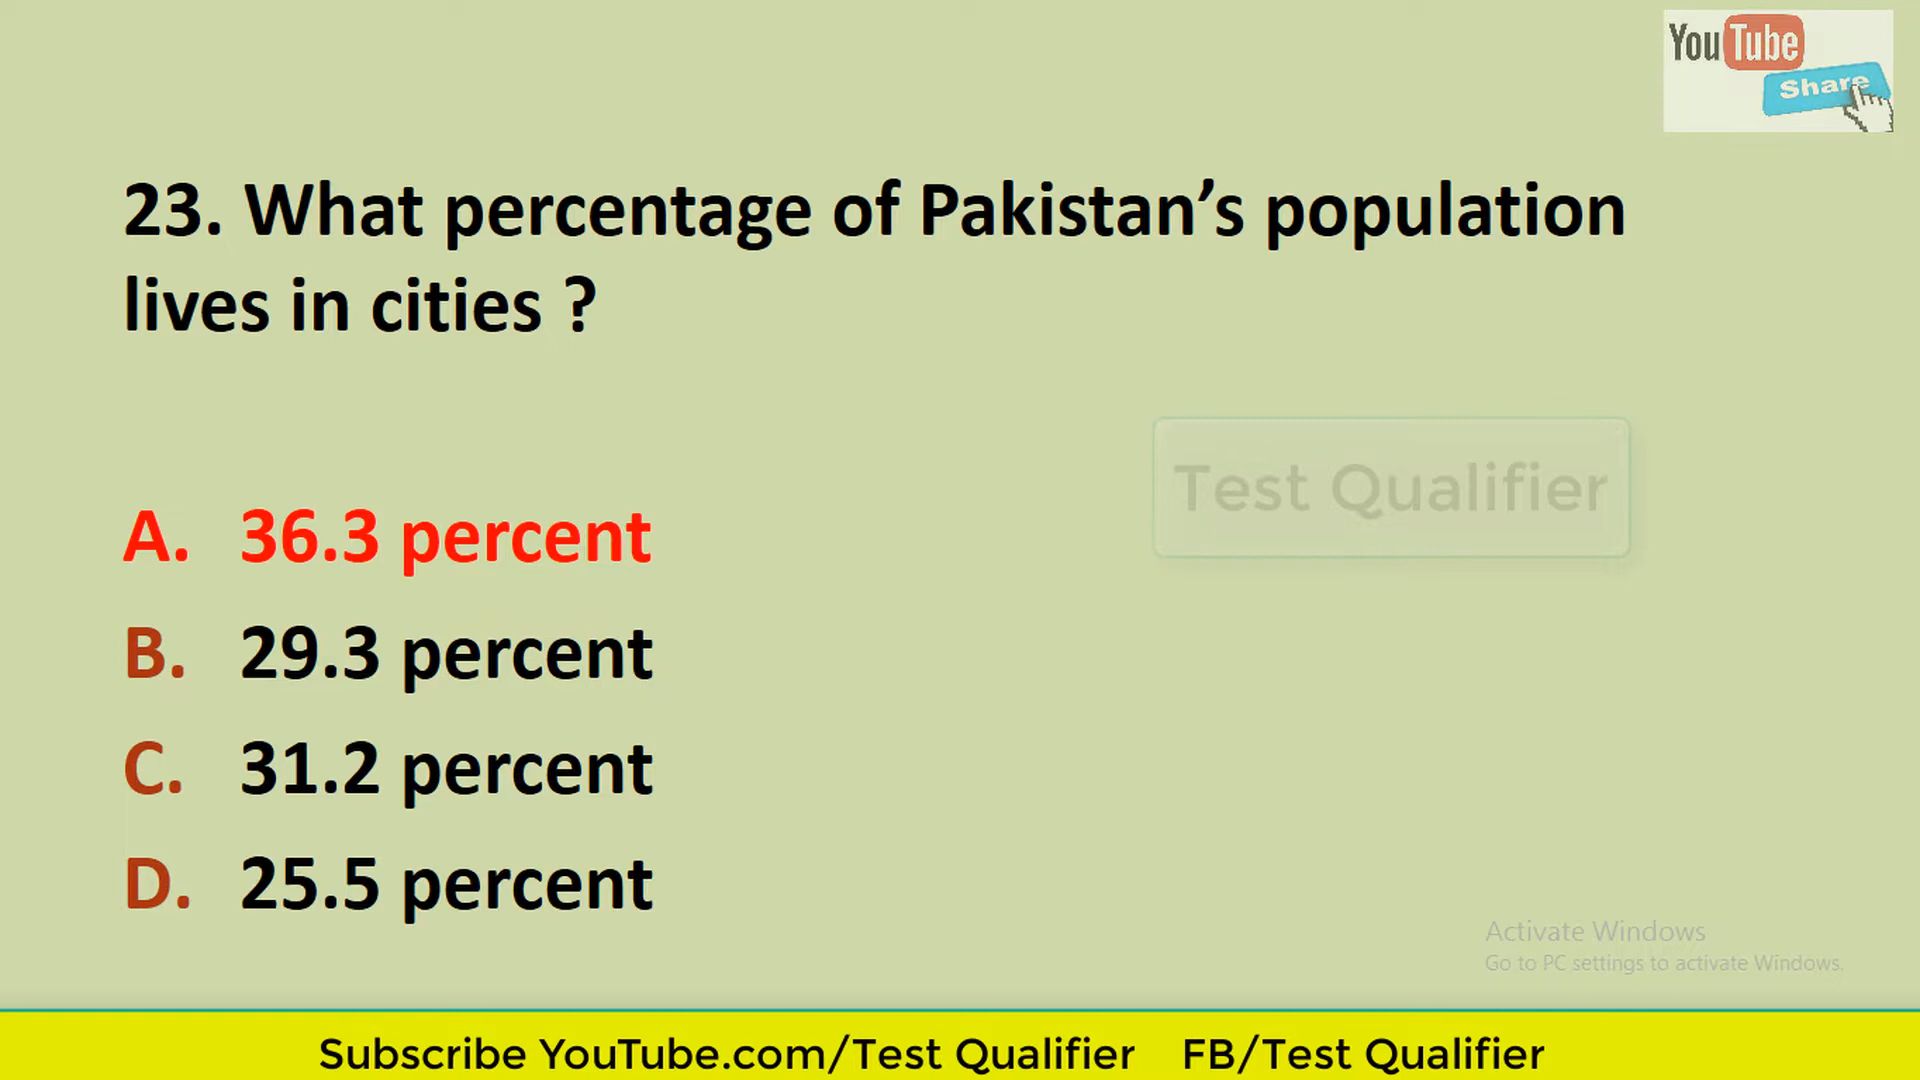 YouTube
Share
23. What percentage of Pakistan’s population
lives in cities ?
Test Qualifier
A. 36.3 percent
B. 29.3 percent
C. 31.2 percent
D. 25.5 percent
Activate Windows
Go to PC settings to activate Windows.
Subscribe YouTube.com/Test Qualifier FB/Test Qualifier